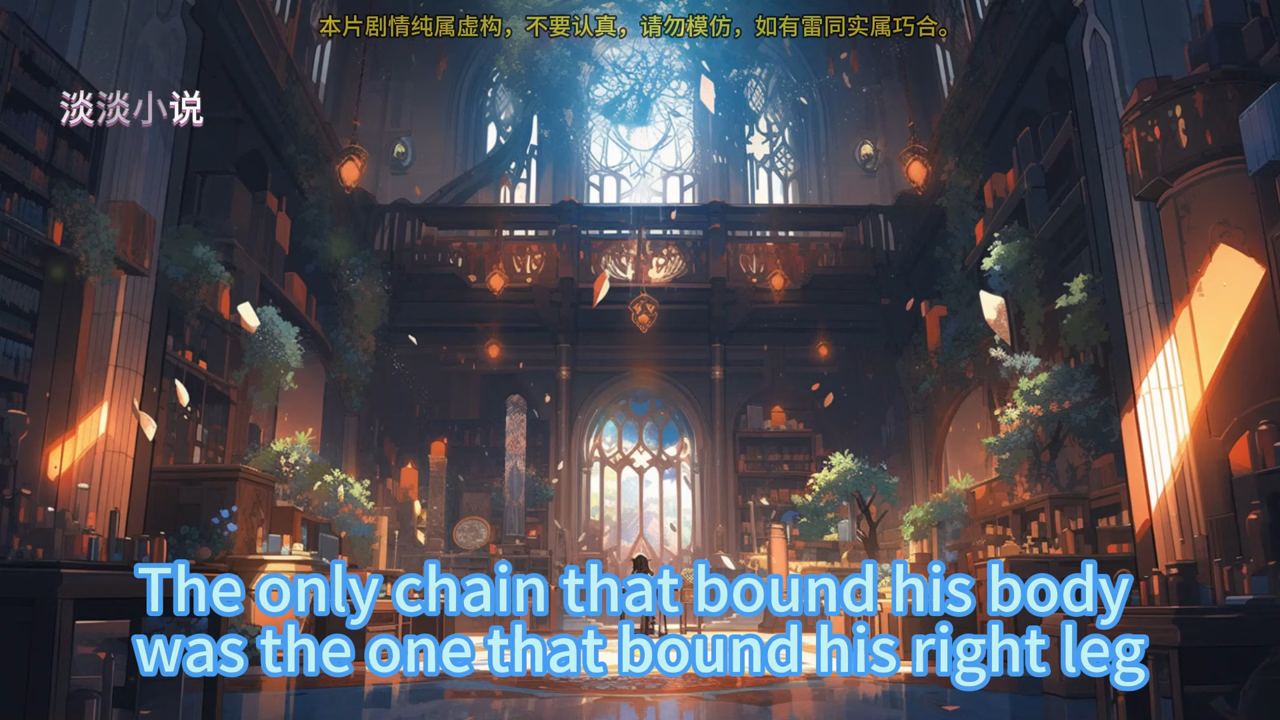 本片剧情纯属虚构，不要认真，请勿模仿，如有雷同实属巧合。
淡淡小说
The only chain that bound his body
was the one that bound his right leg